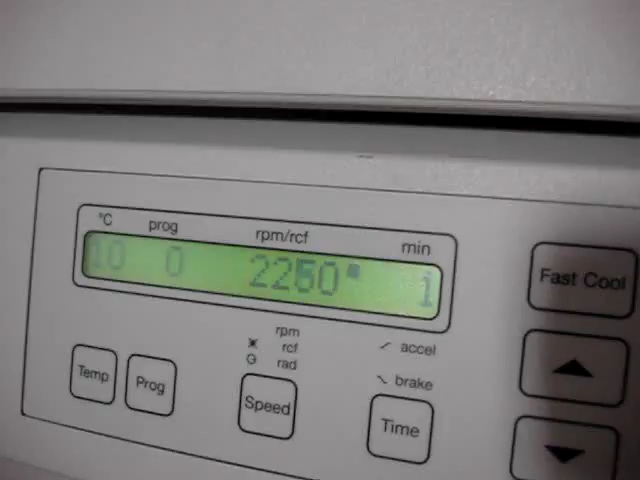 °C prog rpm/rcf min
10 0 2250* 1
Fast Cool
rpm
rcf
rad
accel
brake
Temp Prog Speed Time